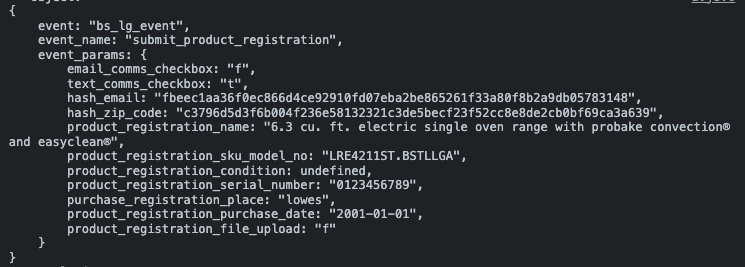 {
event: "bs_lg_event",
event_name: "submit_product_registration",
event_params: {
email_comms_checkbox: "f",
text_comms_checkbox: "t",
hash_email: "fbeec1aa36f0ec866d4ce92910fd07eba2be865261f33a80f8b2a9db05783148",
hash_zip_code: "c3796d5d3f6b004f236e58132321c3de5becf23f52cc8e8de2cb0bf69ca3a639",
product_registration_name: "6.3 cu. ft. electric single oven range with probake convection®
and easyclean®",
product_registration_sku_model_no: "LRE4211ST.BSTLLGA",
product_registration_condition: undefined,
product_registration_serial_number: "0123456789",
purchase_registration_place: "lowes",
product_registration_purchase_date: "2001-01-01",
product_registration_file_upload: "f"
}
}